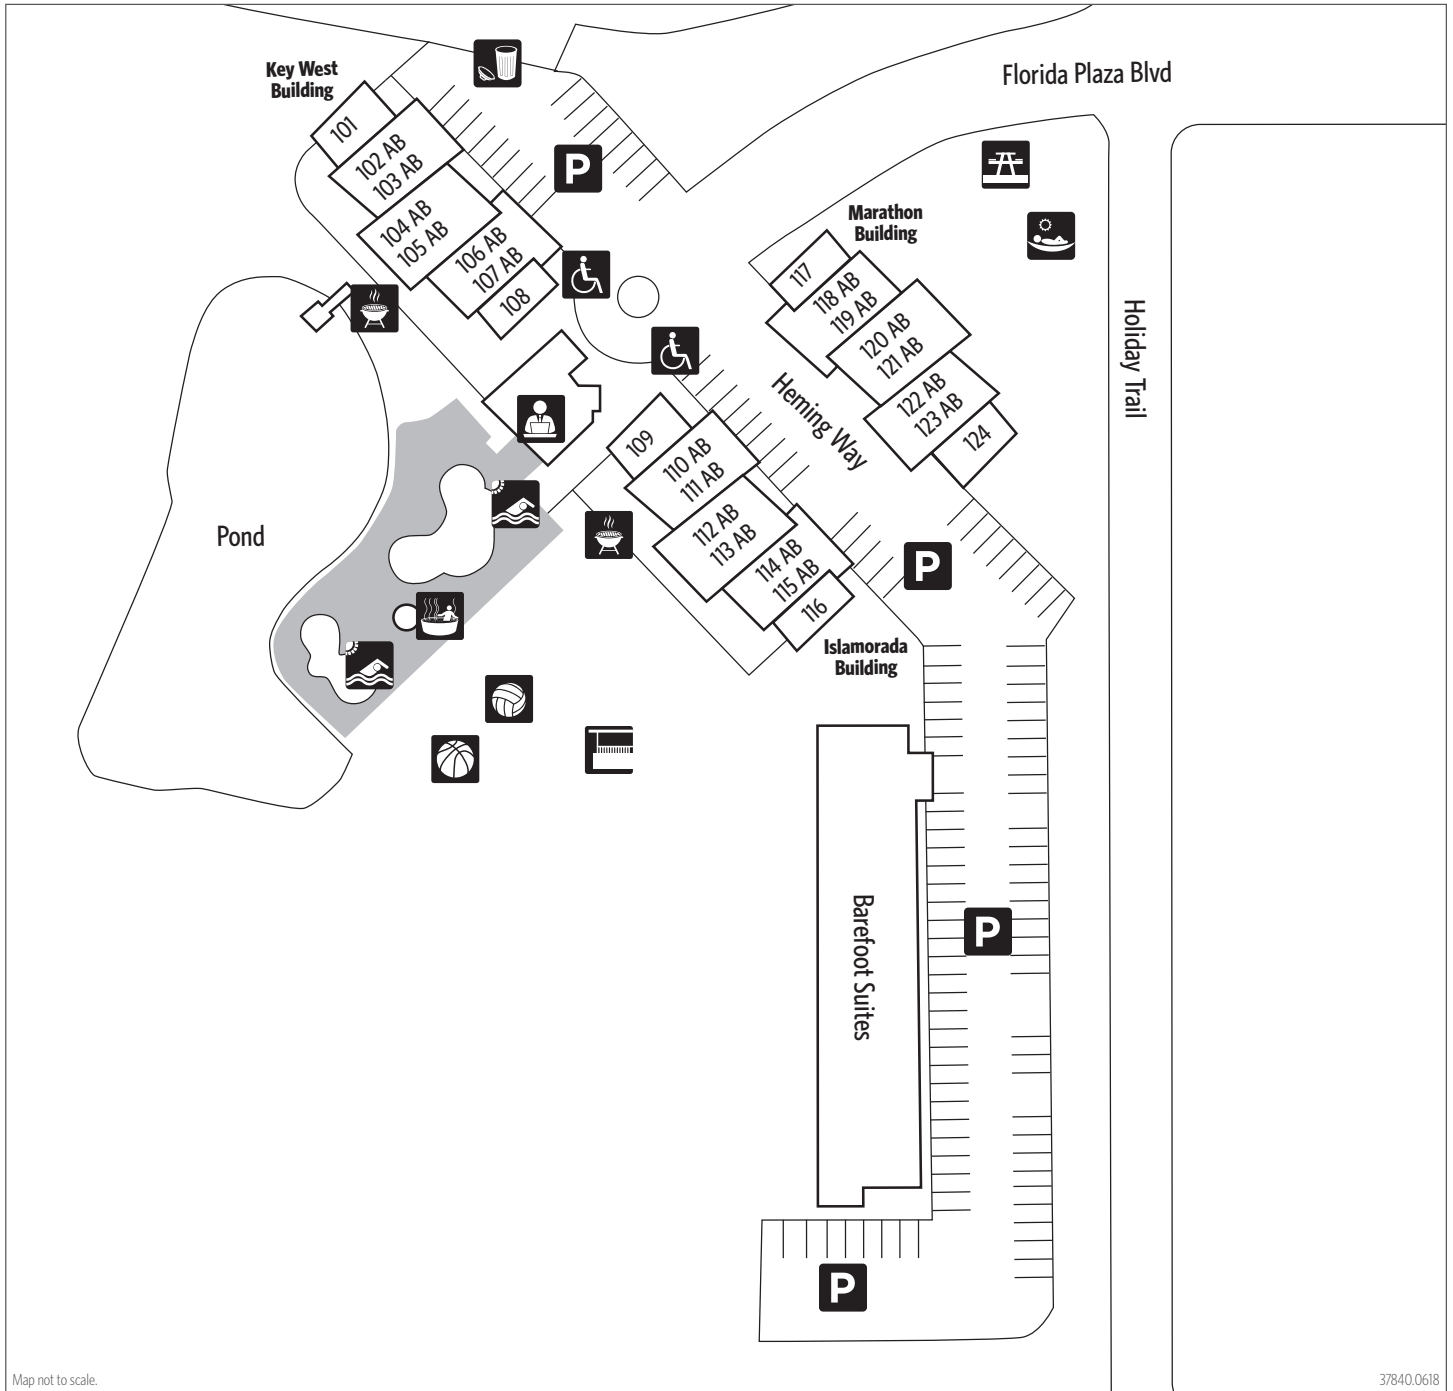 Florida Plaza Blvd
Key West
Building
101
102 AB
103 AB
104 AB
105 AB
106 AB
107 AB
108
P
Marathon
Building
117
118 AB
119 AB
120 AB
121 AB
122 AB
123 AB
124
Holiday Trail
Heming Way
109
110 AB
111 AB
112 AB
113 AB
114 AB
115 AB
116
P
Islamorada
Building
Pond
Barefoot Suites
P
P
Map not to scale.
37840.0618